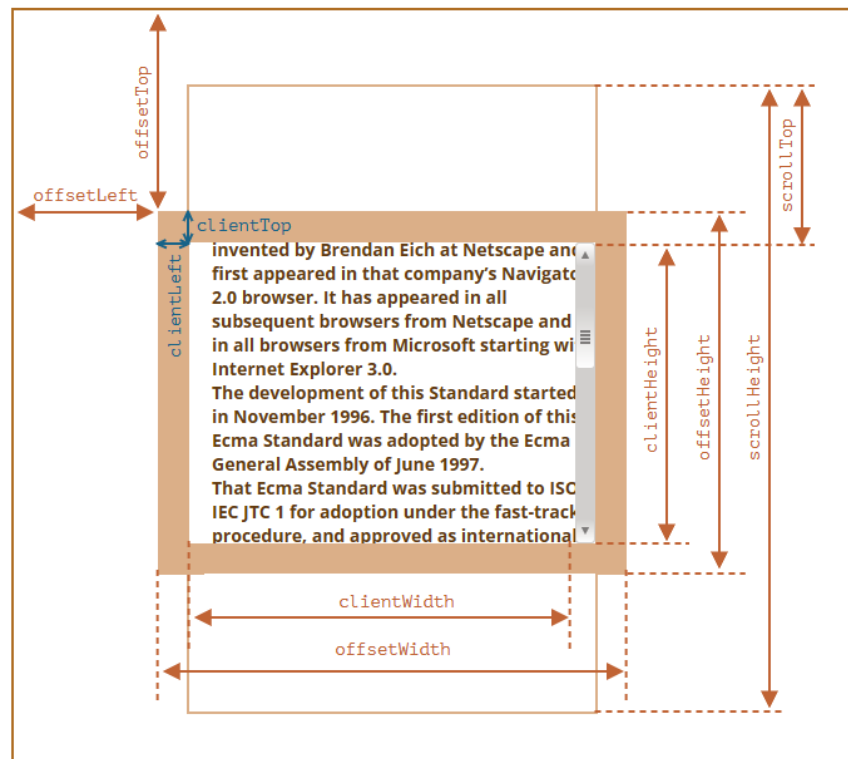 offsetTop
scrollTop
offsetLeft
clientTop
clientLeft
invented by Brendan Eich at Netscape and
first appeared in that company’s Navigato
2.0 browser. It has appeared in all
subsequent browsers from Netscape and
in all browsers from Microsoft starting wi
Internet Explorer 3.0.
The development of this Standard started
in November 1996. The first edition of this
Ecma Standard was adopted by the Ecma
General Assembly of June 1997.
That Ecma Standard was submitted to ISO
IEC JTC 1 for adoption under the fast-track
procedure, and approved as international
clientHeight
offsetHeight
scrollHeight
clientWidth
offsetWidth